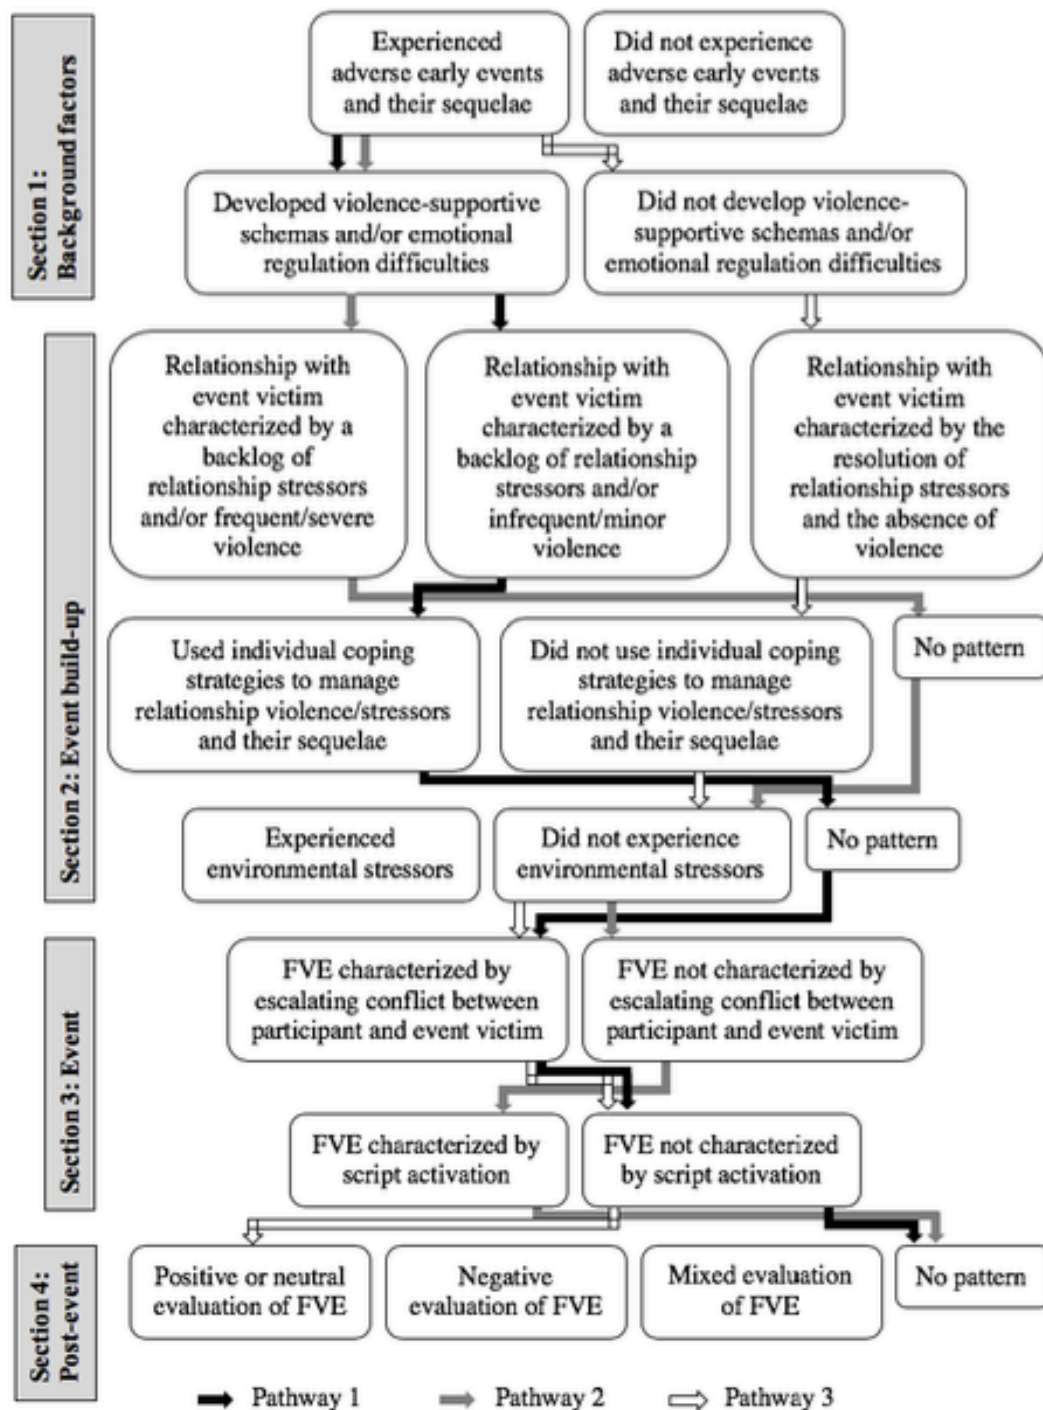 Section 1:
Background factors
Experienced
adverse early events
and their sequelae
Did not experience
adverse early events
and their sequelae
Developed violence-supportive
schemas and/or emotional
regulation difficulties
Did not develop violence-
supportive schemas and/or
emotional regulation difficulties
Section 2: Event build-up
Relationship with
event victim
characterized by a
backlog of
relationship stressors
and/or frequent/severe
violence
Relationship with
event victim
characterized by a
backlog of relationship
stressors and/or
infrequent/minor
violence
Relationship with
event victim
characterized by the
resolution of
relationship stressors
and the absence of
violence
Used individual coping
strategies to manage
relationship violence/stressors
and their sequelae
Did not use individual coping
strategies to manage
relationship violence/stressors
and their sequelae
No pattern
Experienced
environmental stressors
Did not experience
environmental stressors
No pattern
Section 3: Event
FVE characterized by
escalating conflict between
participant and event victim
FVE not characterized by
escalating conflict between
participant and event victim
FVE characterized by
script activation
FVE not characterized
by script activation
Section 4:
Post-event
Positive or neutral
evaluation of FVE
Negative
evaluation of FVE
Mixed evaluation
of FVE
No pattern
Pathway 1
Pathway 2
Pathway 3